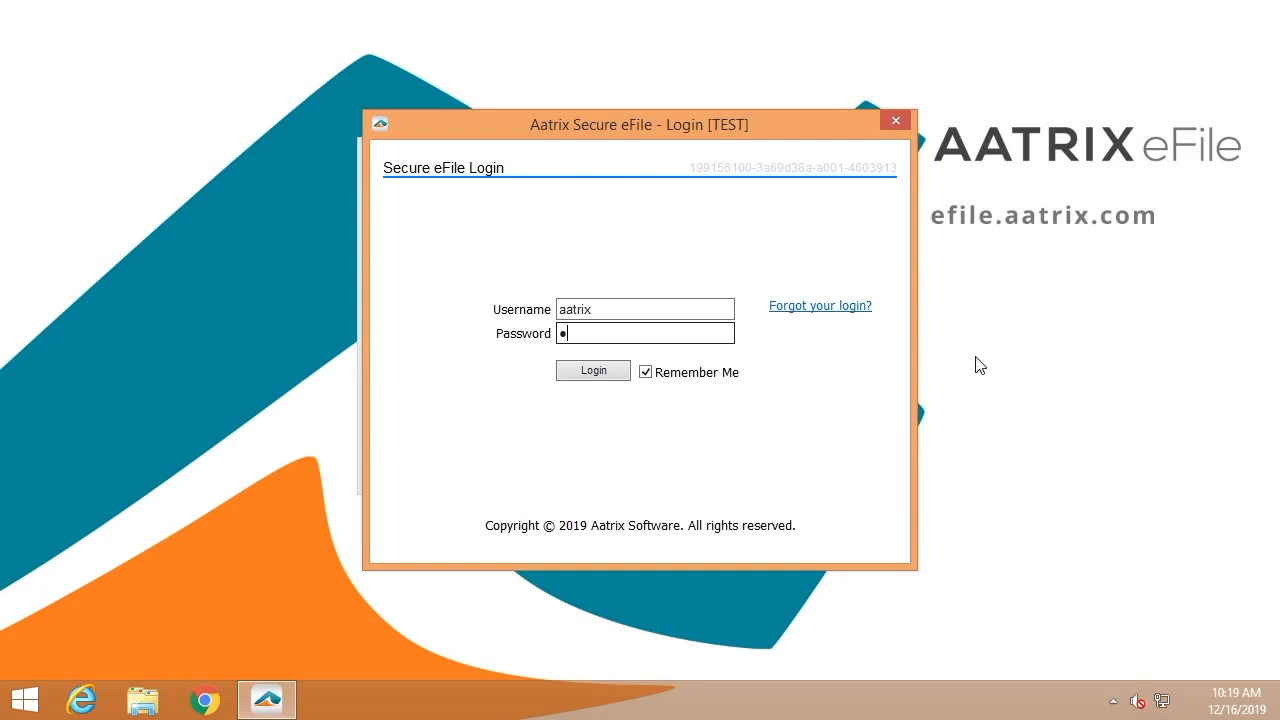 Aatrix Secure eFile - Login [TEST]
Secure eFile Login
199156100-3a69d38a-a001-4603913
AATRIX eFile
efile.aatrix.com
Username aatrix
Forgot your login?
Password ●
Login
Remember Me
Copyright © 2019 Aatrix Software. All rights reserved.
10:19 AM
12/16/2019